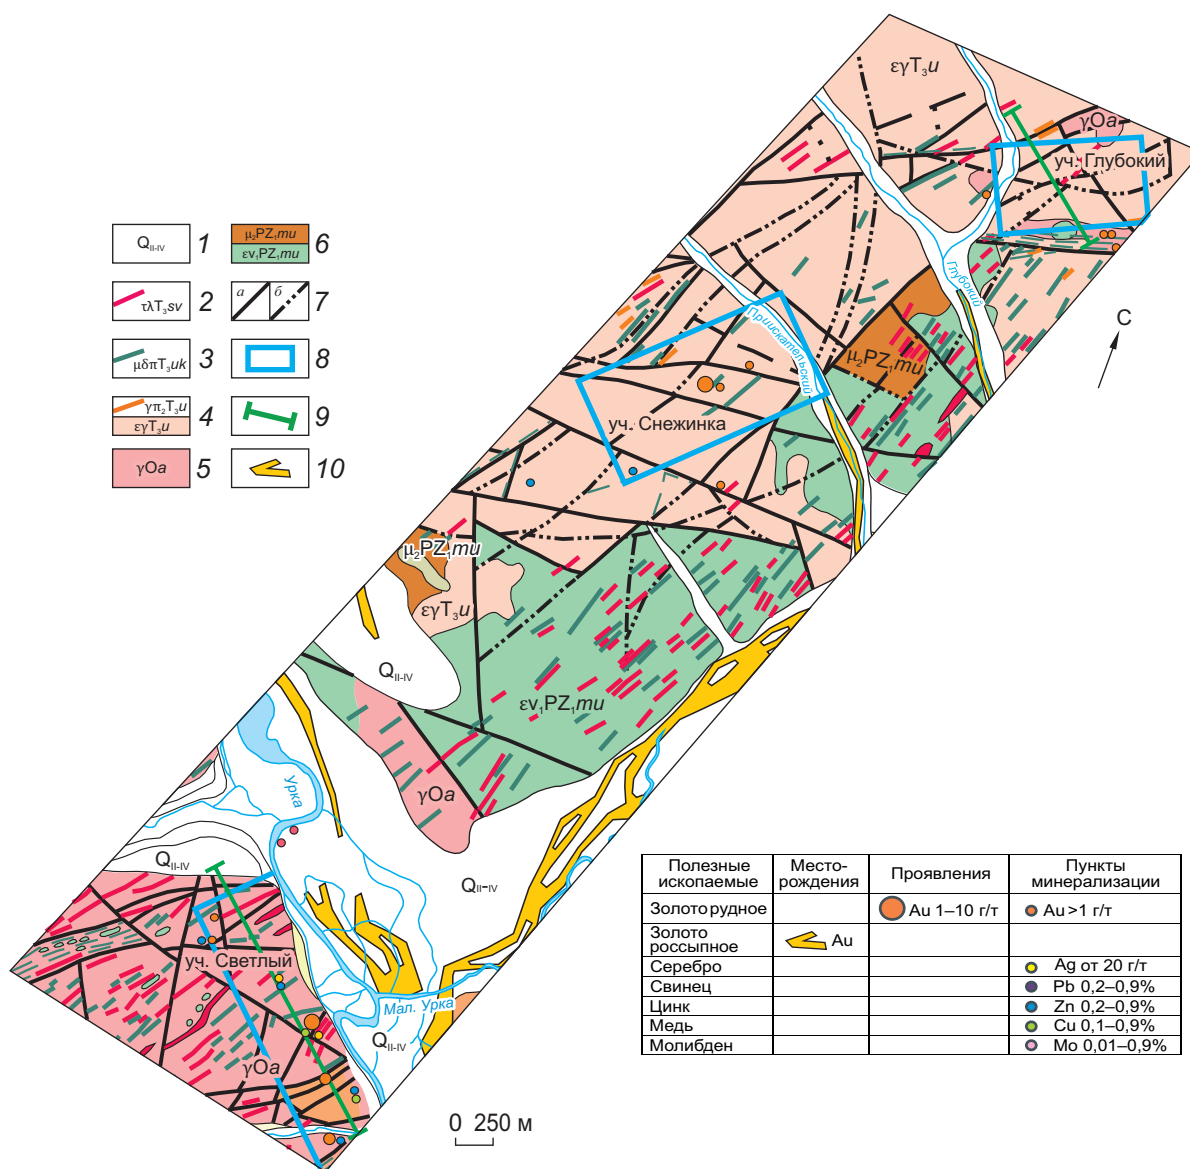 εγT₃u
γOa
уч. Глубокий
Глубокий
С
Приискательский
μ₂PZ₁mu
уч. Снежинка
Q II-IV 1
τλT₃sv 2
μδπT₃uk 3
γπ₂T₃u
εγT₃u 4
γOa 5
μ₂PZ₁mu
εν₁PZ₁mu 6
а б 7
8
9
10
μ₂PZ₁mu
εγT₃u
Q II-IV
εν₁PZ₁mu
γOa
Урка
Q II-IV
Q II-IV
уч. Светлый
Мал. Урка
Q II-IV
γOa
0 250 м
Полезные ископаемые Место-рождения Проявления Пункты минерализации
Золото рудное Au 1–10 г/т Au >1 г/т
Золото россыпное Au
Серебро Ag от 20 г/т
Свинец Pb 0,2–0,9%
Цинк Zn 0,2–0,9%
Медь Cu 0,1–0,9%
Молибден Mo 0,01–0,9%